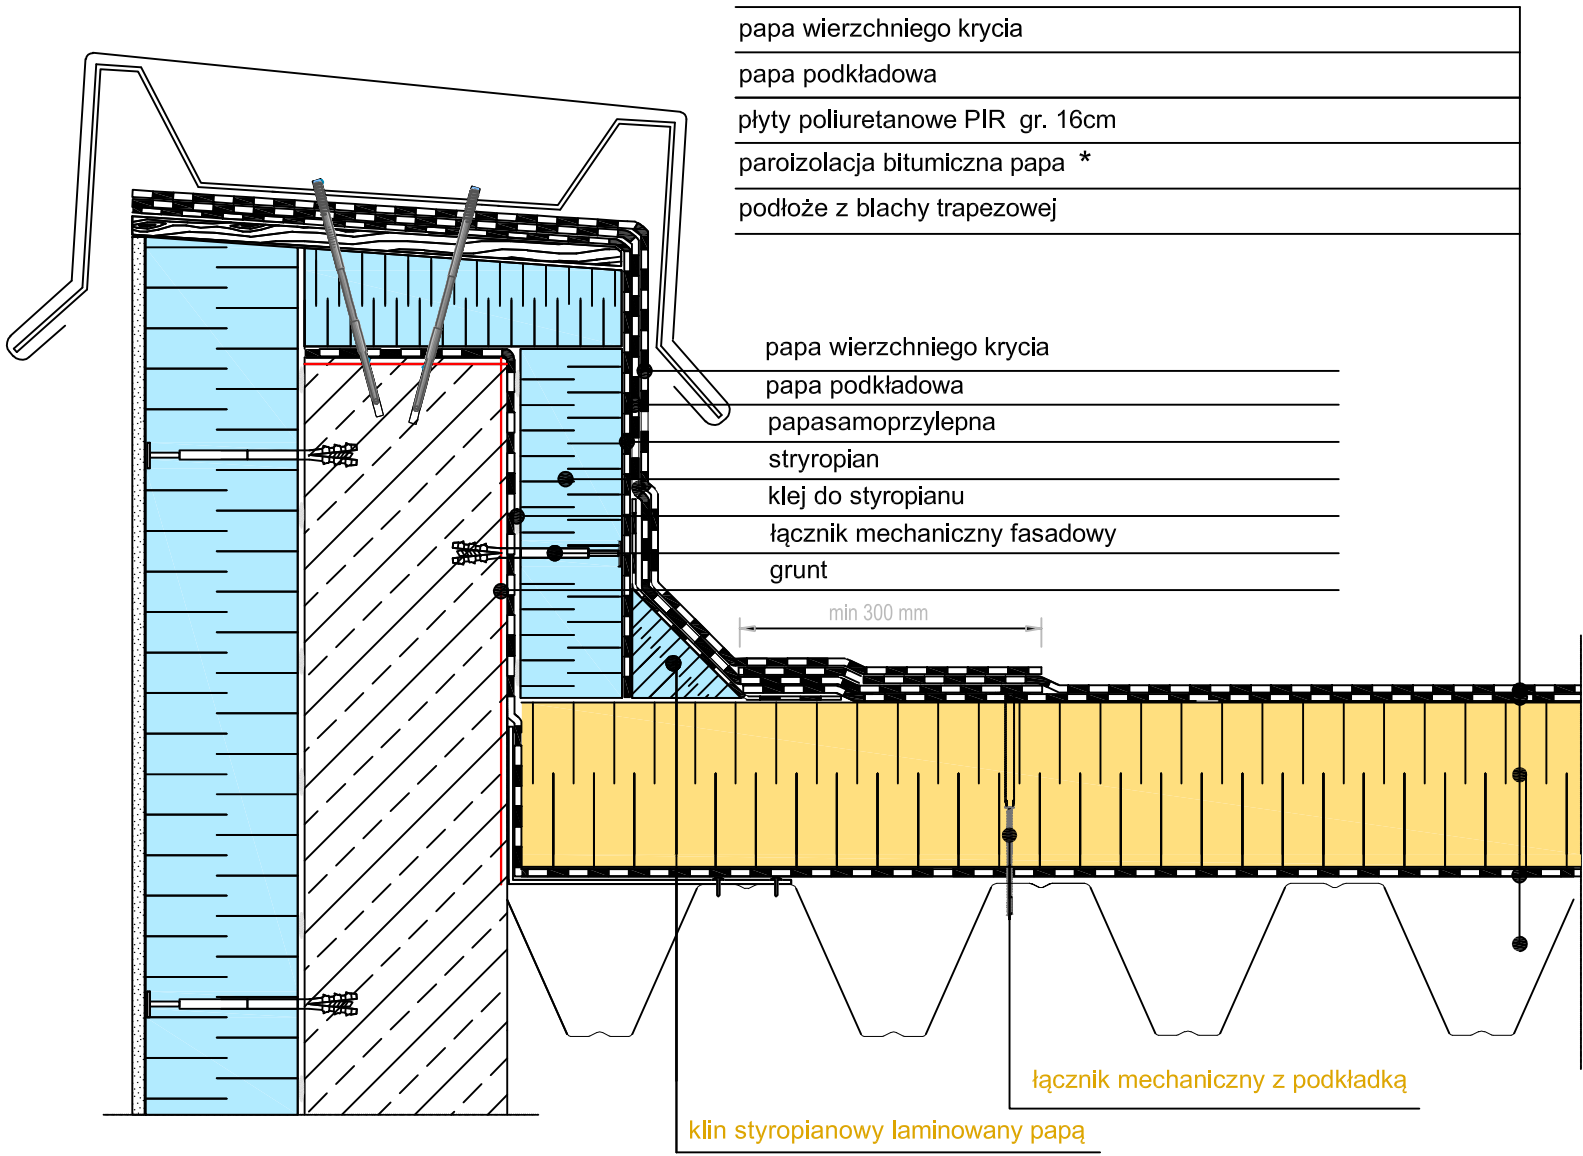 papa wierzchniego krycia
papa podkładowa
płyty poliuretanowe PIR gr. 16cm
paroizolacja bitumiczna papa *
podłoże z blachy trapezowej
papa wierzchniego krycia
papa podkładowa
papasamoprzylepna
stryropian
klej do styropianu
łącznik mechaniczny fasadowy
grunt
min 300 mm
łącznik mechaniczny z podkładką
klin styropianowy laminowany papą